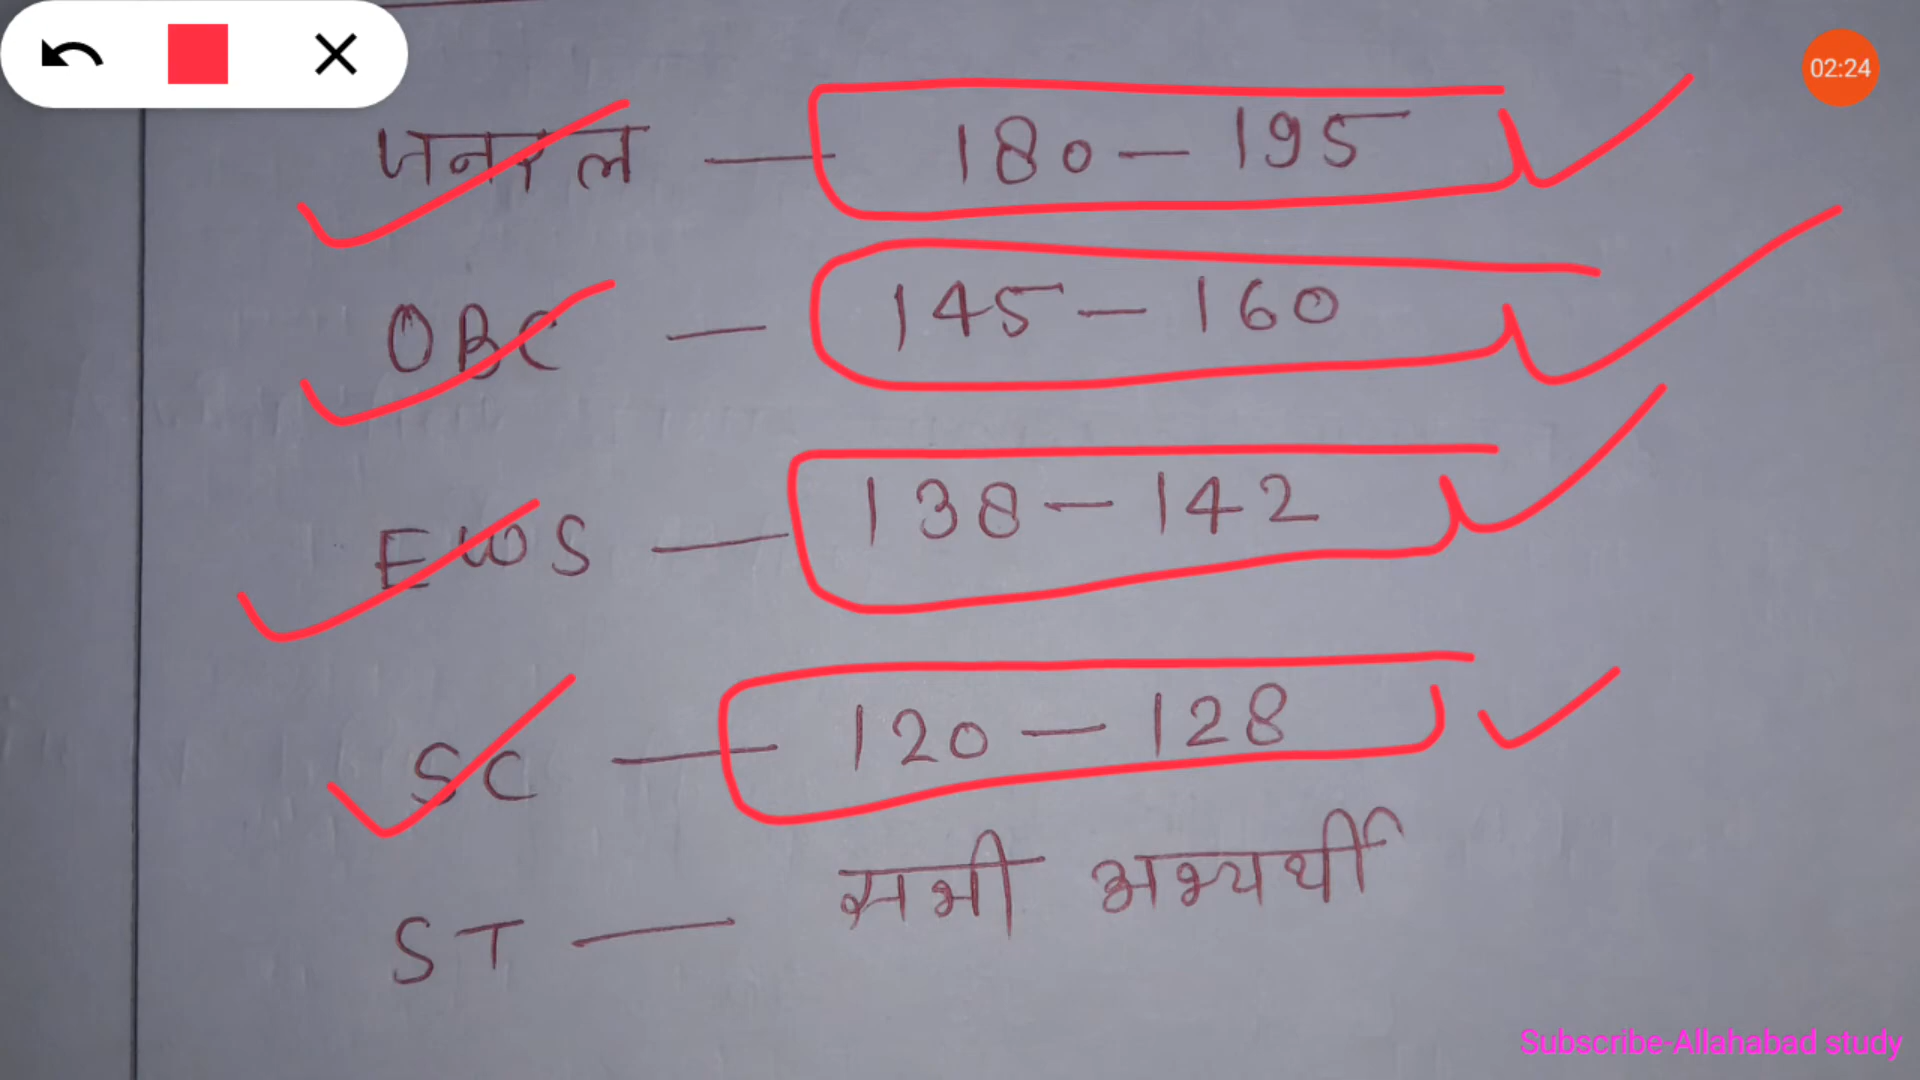 02:24
जनरल — 180 — 195
OBC — 145 — 160
EWS — 138 — 142
SC — 120 — 128
ST — सभी अभ्यर्थी
Subscribe-Allahabad study